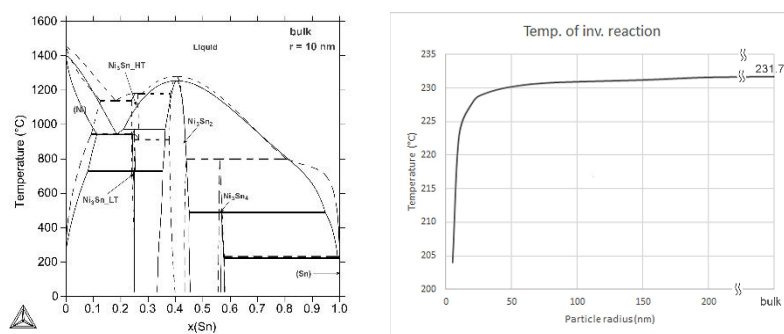 bulk
r = 10 nm
Liquid
Ni₃Sn_HT
(Ni)
Ni₃Sn₂
Ni₃Sn_LT
Ni₃Sn₄
(Sn)
1600
1400
1200
1000
800
600
400
200
0
Temperature (°C)
0 0.1 0.2 0.3 0.4 0.5 0.6 0.7 0.8 0.9 1.0
x(Sn)
Temp. of inv. reaction
235
230
225
220
215
210
205
200
Temperature (°C)
231.7
0 50 100 150 200 bulk
Particle radius(nm)